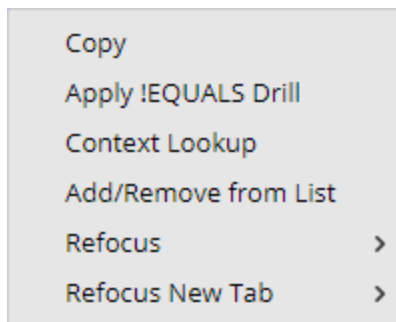 Copy
Apply !EQUALS Drill
Context Lookup
Add/Remove from List
Refocus
Refocus New Tab